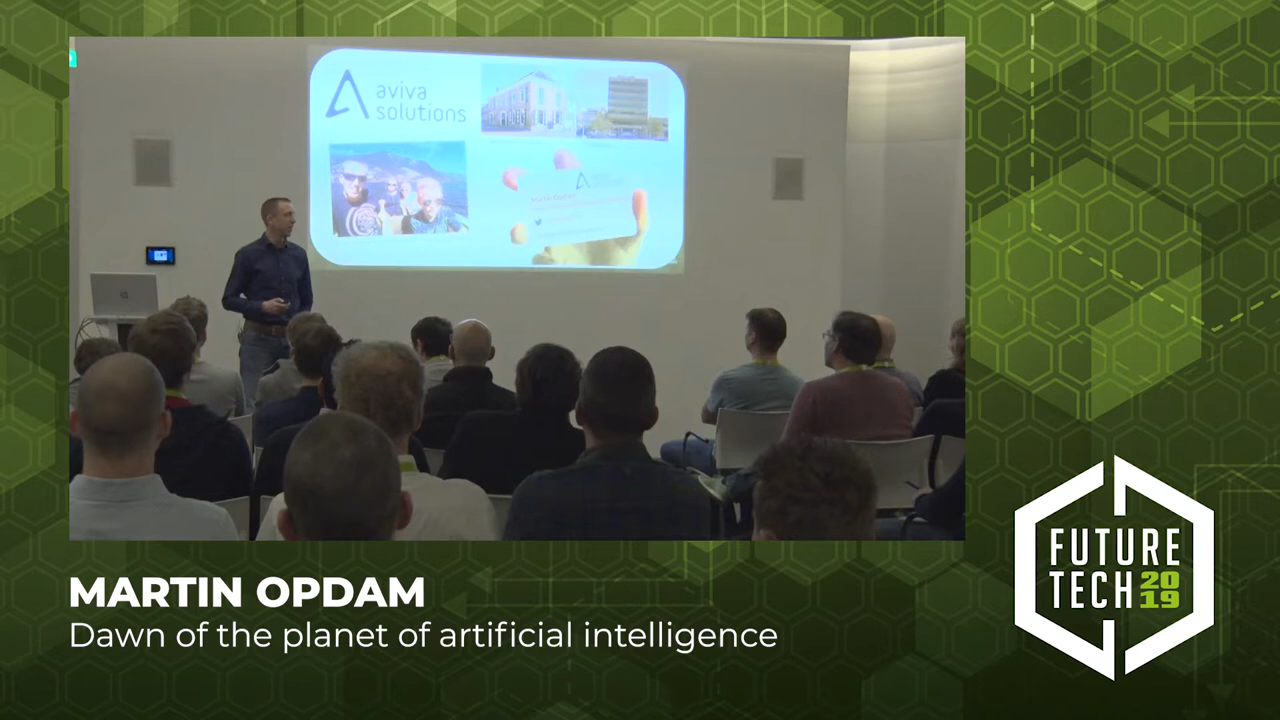 aviva
solutions
MARTIN OPDAM
Dawn of the planet of artificial intelligence
FUTURE
TECH 20
19